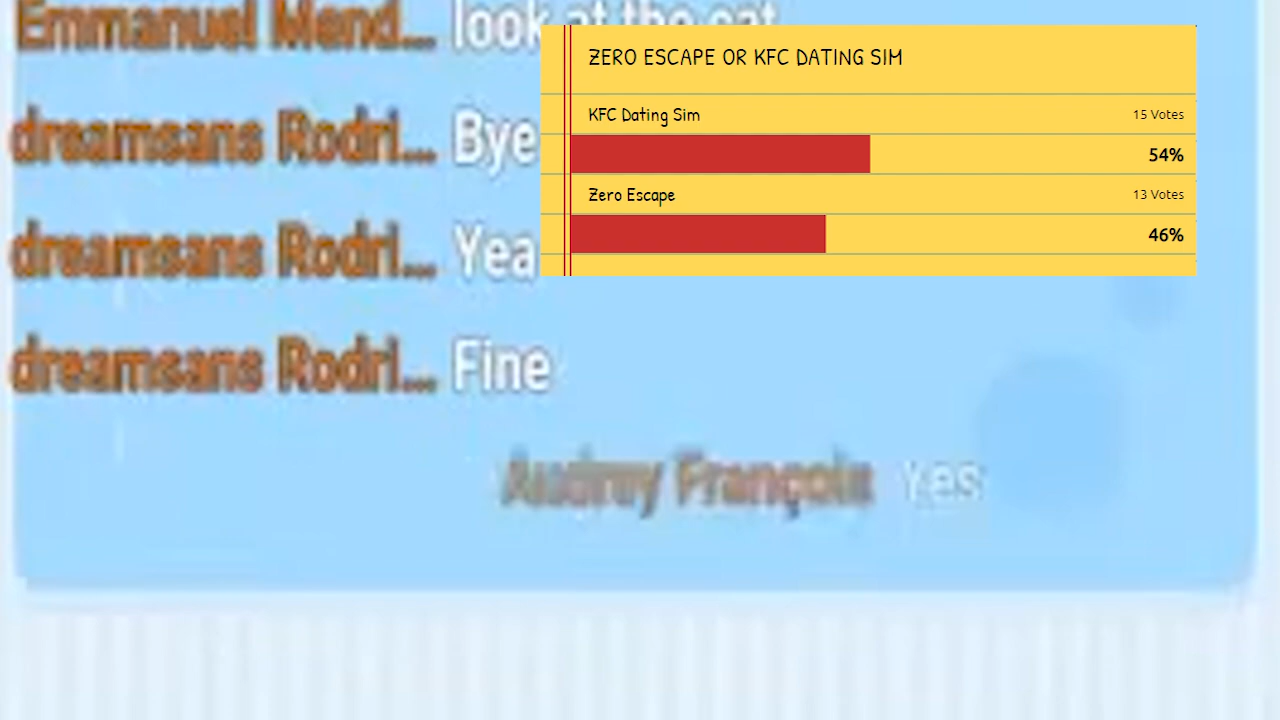 Emmanuel Mend... look at the cat
dreamsans Rodri... Bye
dreamsans Rodri... Yea
dreamsans Rodri... Fine
Audrey François Yes
ZERO ESCAPE OR KFC DATING SIM
KFC Dating Sim 15 Votes
54%
Zero Escape 13 Votes
46%